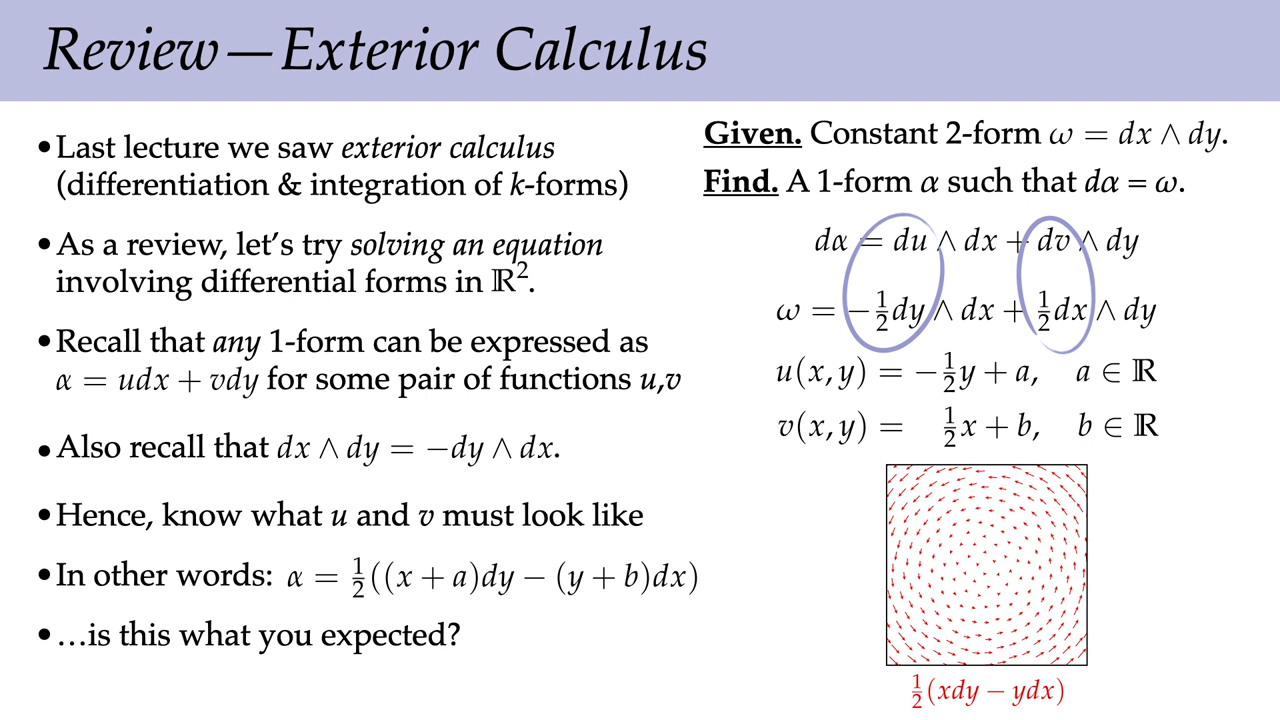 Review—Exterior Calculus
•Last lecture we saw exterior calculus
(differentiation & integration of k-forms)
•As a review, let's try solving an equation
involving differential forms in ℝ².
•Recall that any 1-form can be expressed as
α = udx + vdy for some pair of functions u,v
•Also recall that dx ∧ dy = −dy ∧ dx.
•Hence, know what u and v must look like
•In other words: α = ½((x + a)dy − (y + b)dx)
•…is this what you expected?
Given. Constant 2-form ω = dx ∧ dy.
Find. A 1-form α such that dα = ω.
dα = du ∧ dx + dv ∧ dy
ω = −½dy ∧ dx + ½dx ∧ dy
u(x,y) = −½y + a, a ∈ ℝ
v(x,y) = ½x + b, b ∈ ℝ
½(xdy − ydx)